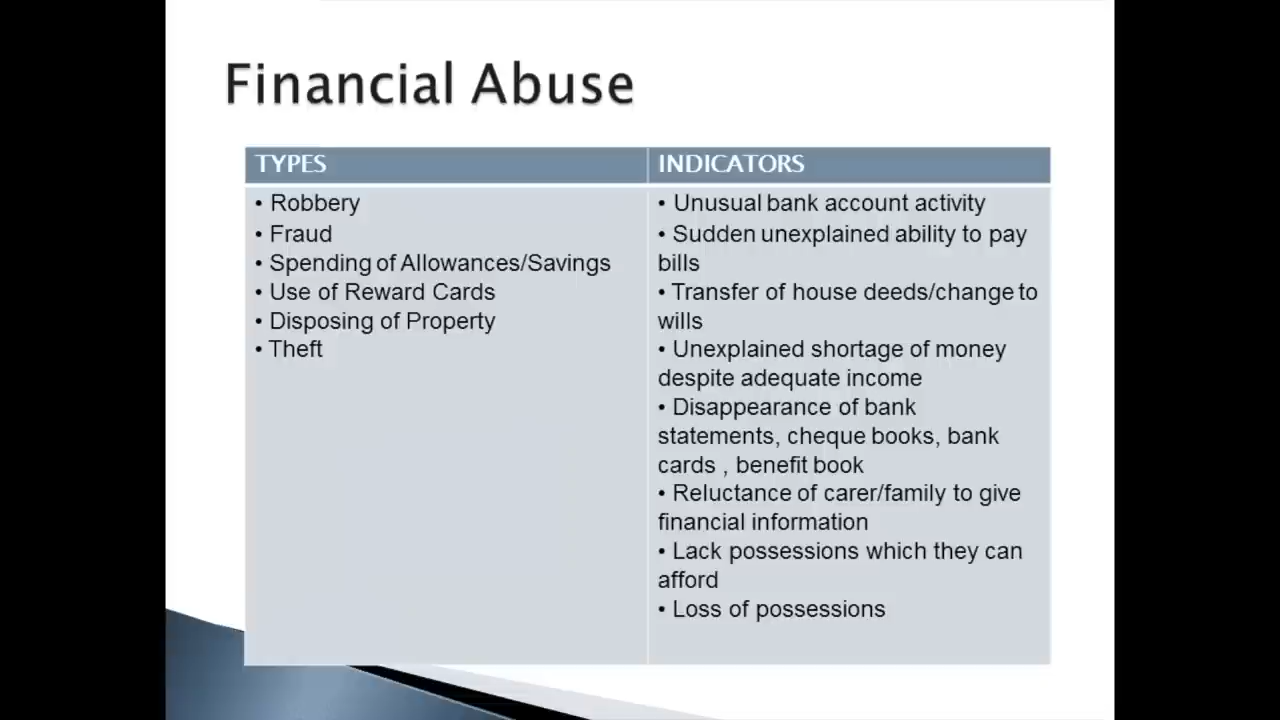 Financial Abuse
TYPES
• Robbery
• Fraud
• Spending of Allowances/Savings
• Use of Reward Cards
• Disposing of Property
• Theft
INDICATORS
• Unusual bank account activity
• Sudden unexplained ability to pay
bills
• Transfer of house deeds/change to
wills
• Unexplained shortage of money
despite adequate income
• Disappearance of bank
statements, cheque books, bank
cards , benefit book
• Reluctance of carer/family to give
financial information
• Lack possessions which they can
afford
• Loss of possessions